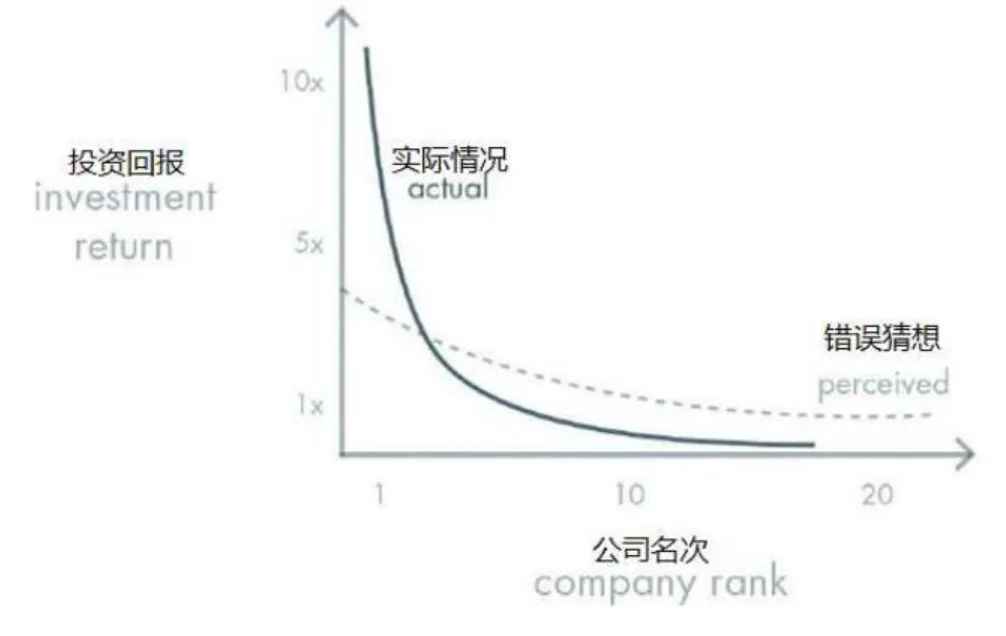 10x
投资回报
investment
return
实际情况
actual
5x
错误猜想
perceived
1x
1
10
20
公司名次
company rank